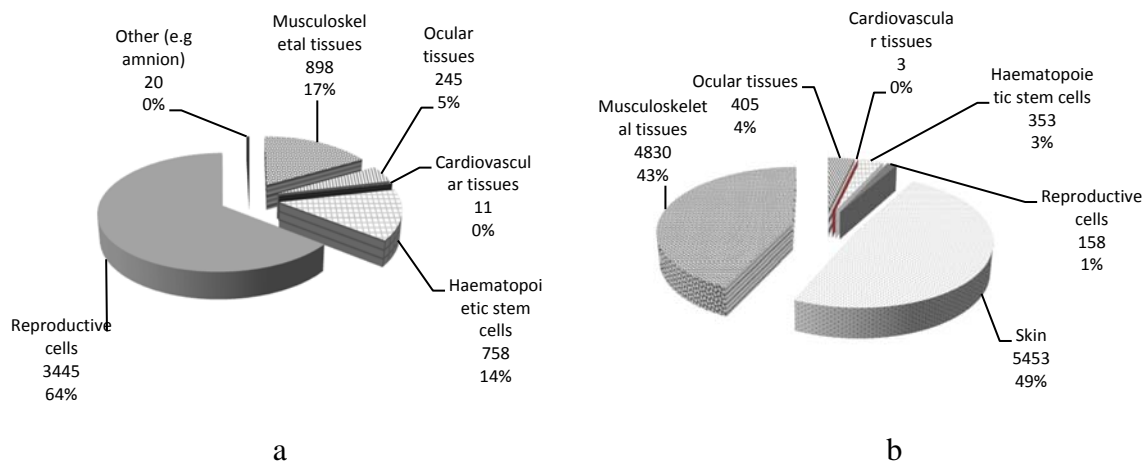 Other (e.g
amnion)
20
0%
Musculoskel
etal tissues
898
17%
Ocular
tissues
245
5%
Cardiovascul
ar tissues
11
0%
Haematopoi
etic stem
cells
758
14%
Reproductive
cells
3445
64%
a
Cardiovascula
r tissues
3
0%
Ocular tissues
405
4%
Musculoskelet
al tissues
4830
43%
Haematopoie
tic stem cells
353
3%
Reproductive
cells
158
1%
Skin
5453
49%
b